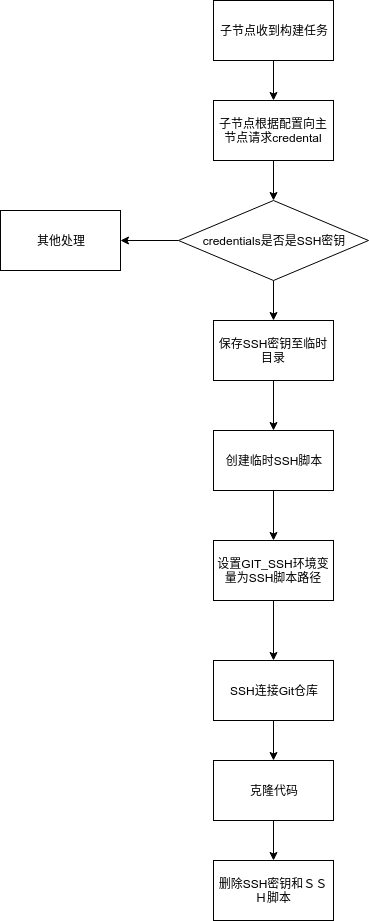 子节点收到构建任务
子节点根据配置向主
节点请求credental
credentials是否是SSH密钥
其他处理
保存SSH密钥至临时
目录
创建临时SSH脚本
设置GIT_SSH环境变
量为SSH脚本路径
SSH连接Git仓库
克隆代码
删除SSH密钥和ＳＳ
Ｈ脚本